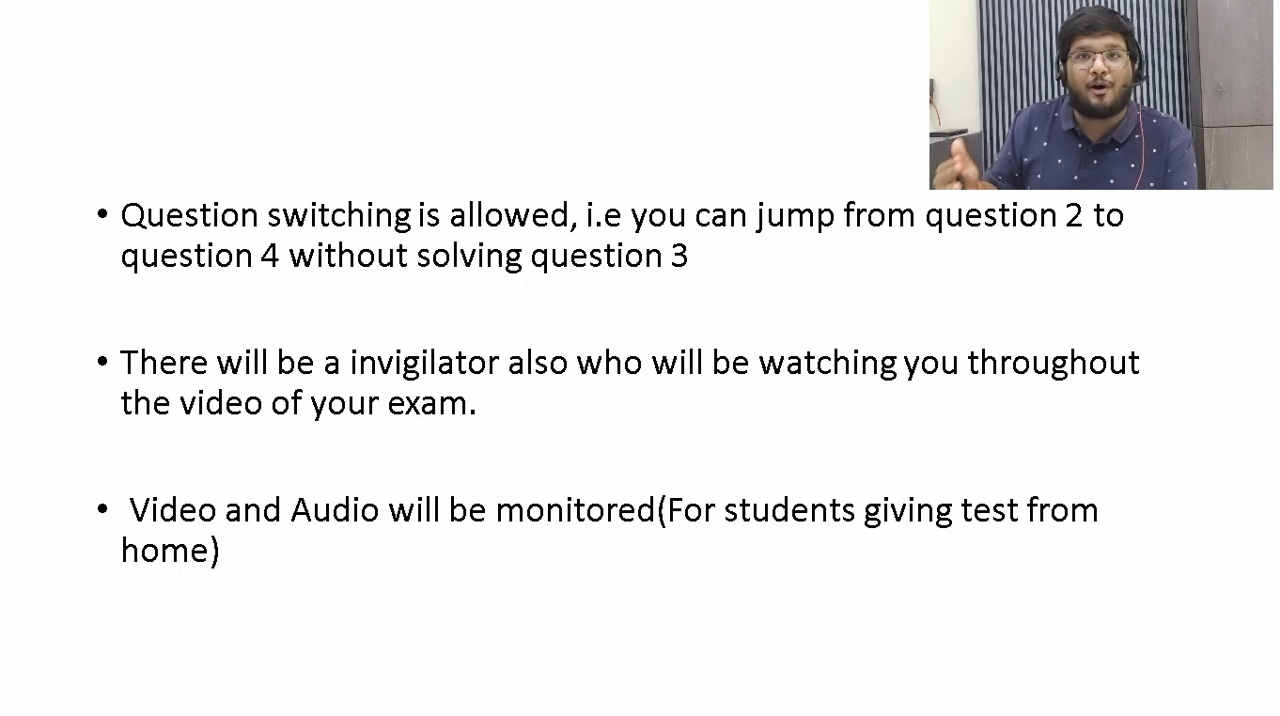 • Question switching is allowed, i.e you can jump from question 2 to
question 4 without solving question 3
• There will be a invigilator also who will be watching you throughout
the video of your exam.
• Video and Audio will be monitored(For students giving test from
home)